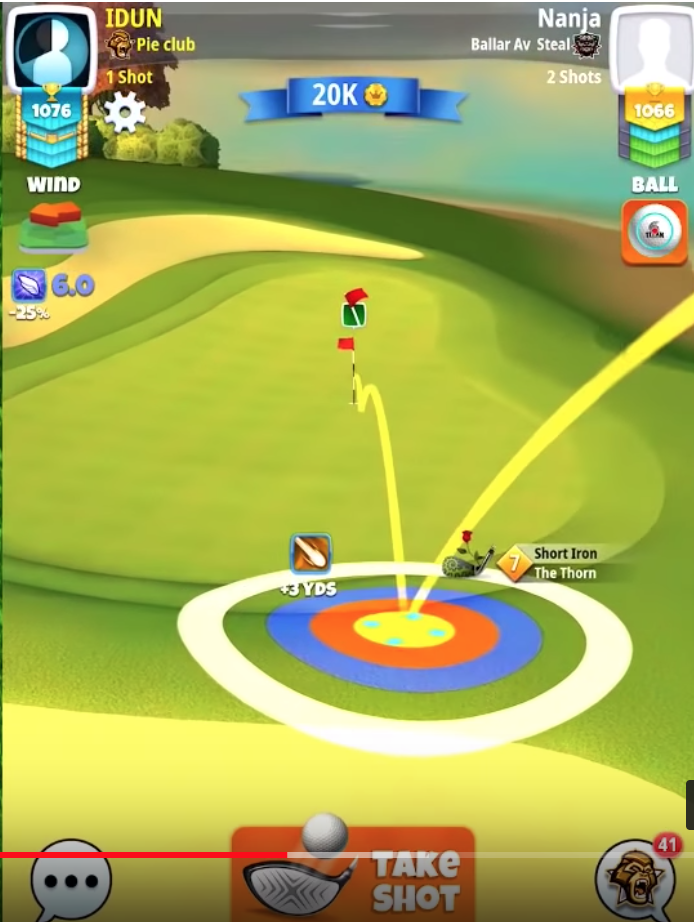 IDUN
Pie club
1 Shot
1076
20K
Nanja
Ballar Av Steal
2 Shots
1066
WIND
BALL
TITAN
6.0
-25%
+3 YDS
7
Short Iron
The Thorn
TAKE
SHOT
41